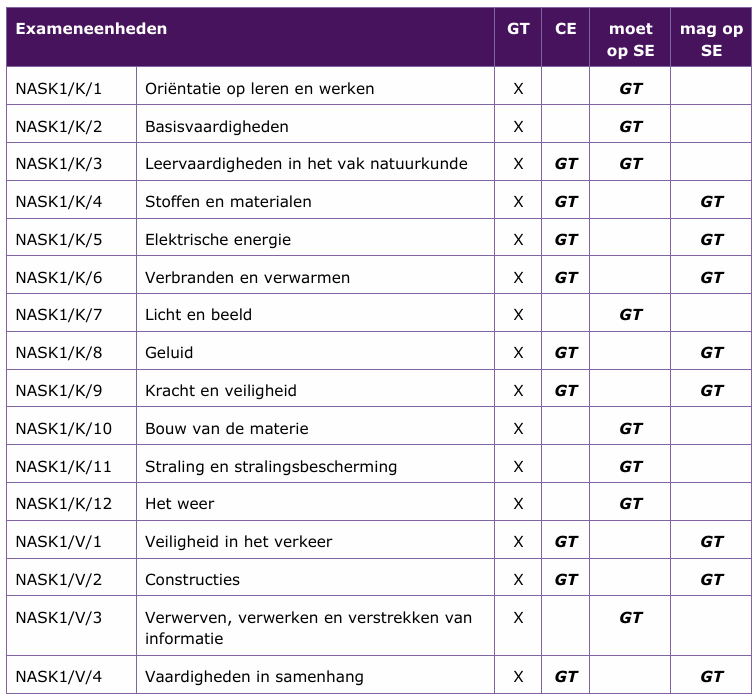 Exameneenheden GT CE moet op SE mag op SE
NASK1/K/1 Oriëntatie op leren en werken X GT
NASK1/K/2 Basisvaardigheden X GT
NASK1/K/3 Leervaardigheden in het vak natuurkunde X GT GT
NASK1/K/4 Stoffen en materialen X GT GT
NASK1/K/5 Elektrische energie X GT GT
NASK1/K/6 Verbranden en verwarmen X GT GT
NASK1/K/7 Licht en beeld X GT
NASK1/K/8 Geluid X GT GT
NASK1/K/9 Kracht en veiligheid X GT GT
NASK1/K/10 Bouw van de materie X GT
NASK1/K/11 Straling en stralingsbescherming X GT
NASK1/K/12 Het weer X GT
NASK1/V/1 Veiligheid in het verkeer X GT GT
NASK1/V/2 Constructies X GT GT
NASK1/V/3 Verwerven, verwerken en verstrekken van X GT
informatie
NASK1/V/4 Vaardigheden in samenhang X GT GT